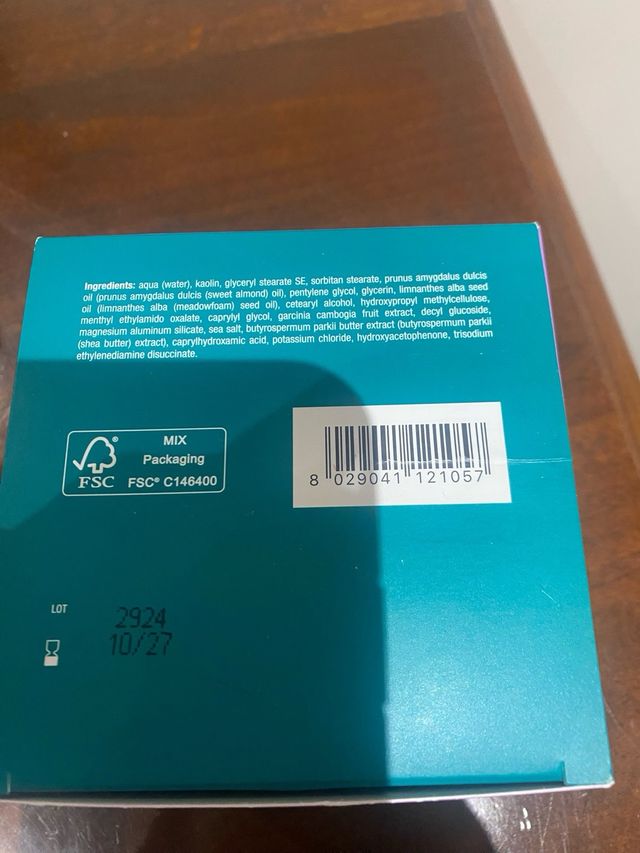 Ingredients: aqua (water), kaolin, glyceryl stearate SE, sorbitan stearate, prunus amygdalus dulcis
oil (prunus amygdalus dulcis (sweet almond) oil), pentylene glycol, glycerin, limnanthes alba seed
oil (limnanthes alba (meadowfoam) seed oil), cetearyl alcohol, hydroxypropyl methylcellulose,
menthyl ethylamido oxalate, caprylyl glycol, garcinia cambogia fruit extract, decyl glucoside,
magnesium aluminum silicate, sea salt, butyrospermum parkii butter extract (butyrospermum parkii
(shea butter) extract), caprylhydroxamic acid, potassium chloride, hydroxyacetophenone, trisodium
ethylenediamine disuccinate.
MIX
Packaging
FSC® C146400
FSC
8 029041 121057
LOT 2924
10/27